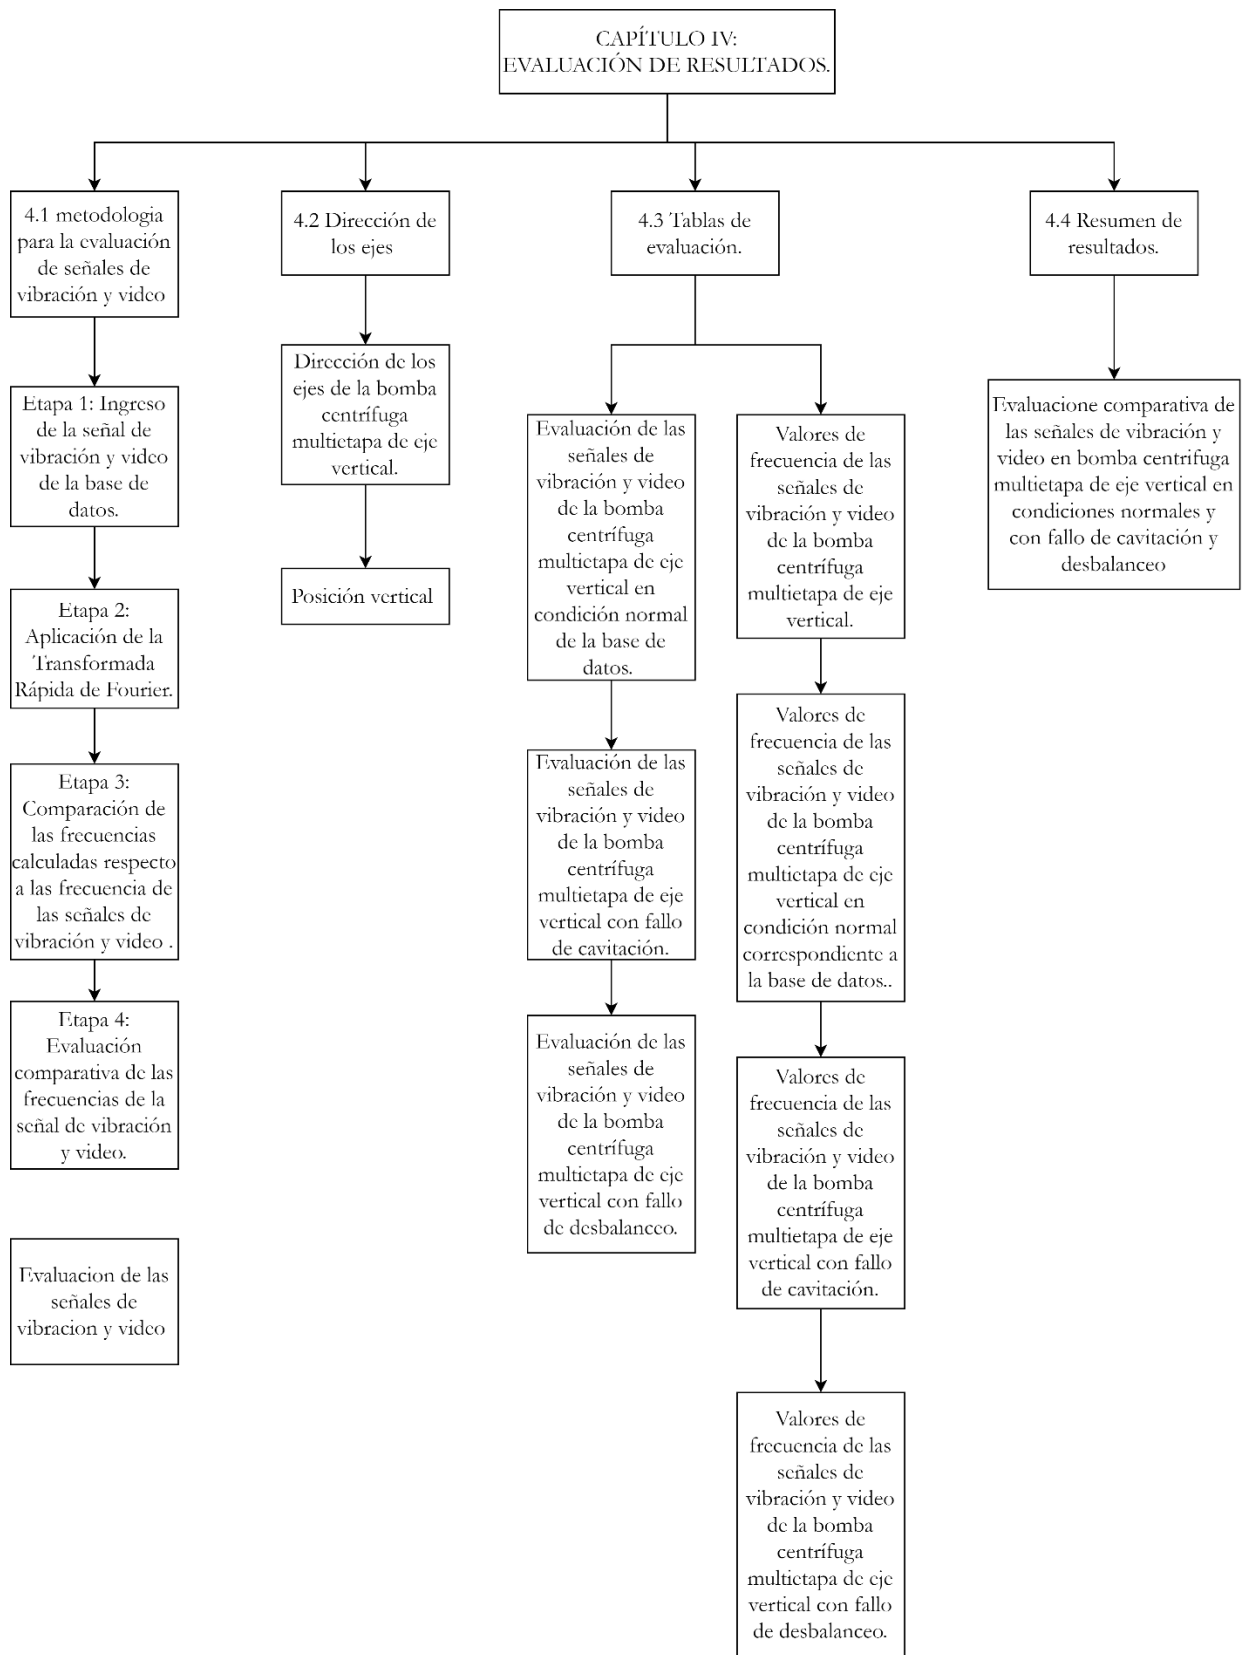 CAPÍTULO IV:
EVALUACIÓN DE RESULTADOS.
4.1 metodologia
para la evaluación
de señales de
vibración y video
Etapa 1: Ingreso
de la señal de
vibración y video
de la base de
datos.
Etapa 2:
Aplicación de la
Transformada
Rápida de Fourier.
Etapa 3:
Comparación de
las frecuencias
calculadas respecto
a las frecuencia de
las señales de
vibración y video .
Etapa 4:
Evaluación
comparativa de las
frecuencias de la
señal de vibración
y video.
Evaluacion de las
señales de
vibracion y video
4.2 Dirección de
los ejes
Dirección de los
ejes de la bomba
centrífuga
multietapa de eje
vertical.
Posición vertical
4.3 Tablas de
evaluación.
Evaluación de las
señales de
vibración y video
de la bomba
centrífuga
multietapa de eje
vertical en
condición normal
de la base de
datos.
Evaluación de las
señales de
vibración y video
de la bomba
centrífuga
multietapa de eje
vertical con fallo
de cavitación.
Evaluación de las
señales de
vibración y video
de la bomba
centrífuga
multietapa de eje
vertical con fallo
de desbalanceo.
Valores de
frecuencia de las
señales de
vibración y video
de la bomba
centrífuga
multietapa de eje
vertical.
Valores de
frecuencia de las
señales de
vibración y video
de la bomba
centrífuga
multietapa de eje
vertical en
condición normal
correspondiente a
la base de datos..
Valores de
frecuencia de las
señales de
vibración y video
de la bomba
centrífuga
multietapa de eje
vertical con fallo
de cavitación.
Valores de
frecuencia de las
señales de
vibración y video
de la bomba
centrífuga
multietapa de eje
vertical con fallo
de desbalanceo.
4.4 Resumen de
resultados.
Evaluacione comparativa de
las señales de vibración y
video en bomba centrifuga
multietapa de eje vertical en
condiciones normales y
con fallo de cavitación y
desbalanceo